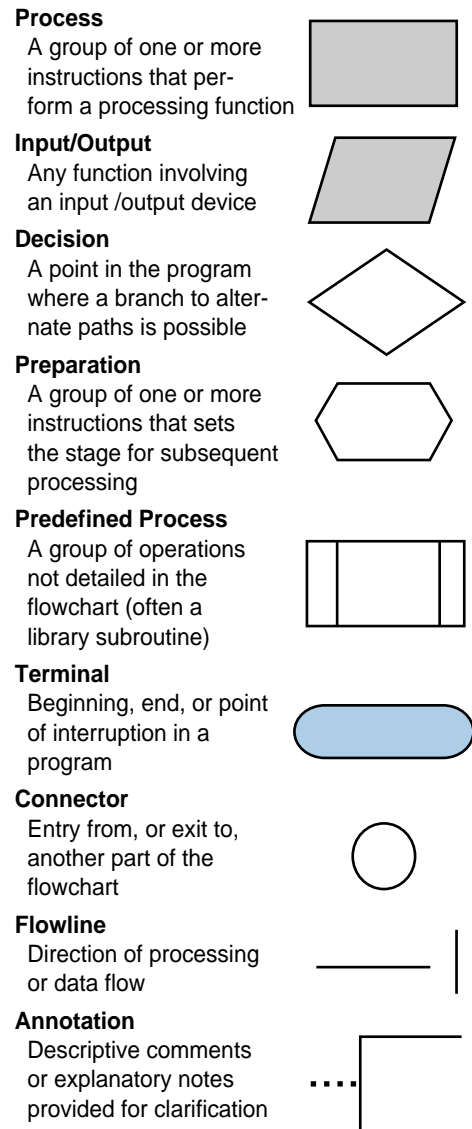 Process
A group of one or more
instructions that per-
form a processing function
Input/Output
Any function involving
an input /output device
Decision
A point in the program
where a branch to alter-
nate paths is possible
Preparation
A group of one or more
instructions that sets
the stage for subsequent
processing
Predefined Process
A group of operations
not detailed in the
flowchart (often a
library subroutine)
Terminal
Beginning, end, or point
of interruption in a
program
Connector
Entry from, or exit to,
another part of the
flowchart
Flowline
Direction of processing
or data flow
Annotation
Descriptive comments
or explanatory notes
provided for clarification